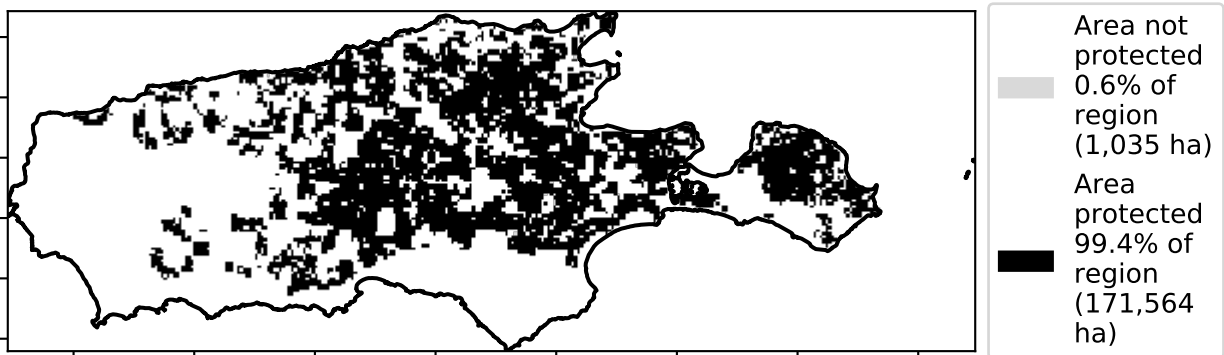 Area not
protected
0.6% of
region
(1,035 ha)
Area
protected
99.4% of
region
(171,564
ha)